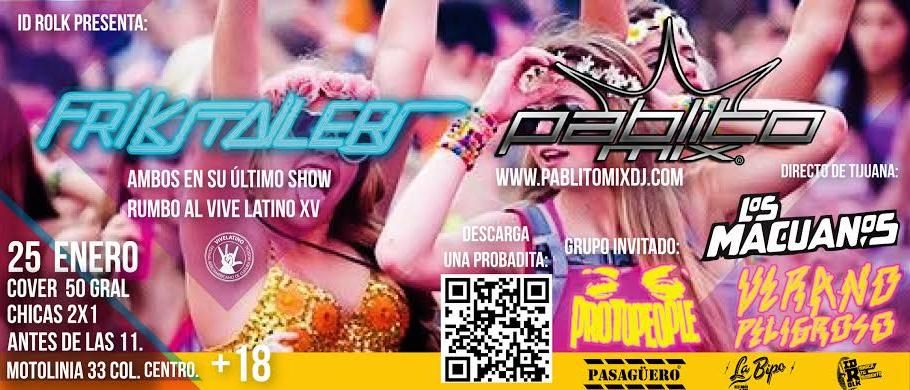 ID ROLK PRESENTA:
FRIKSTAILERS
PABLITO
MIX®
AMBOS EN SU ÚLTIMO SHOW
RUMBO AL VIVE LATINO XV
WWW.PABLITOMIXDJ.COM
DIRECTO DE TIJUANA:
LOS
MACUANOS
VIVE LATINO
25 ENERO
COVER 50 GRAL
CHICAS 2X1
ANTES DE LAS 11.
MOTOLINIA 33 COL. CENTRO.
+18
DESCARGA
UNA PROBADITA:
GRUPO INVITADO:
PROTOPEOPLE
VERANO
PELIGROSO
PASAGÜERO
La Bipo